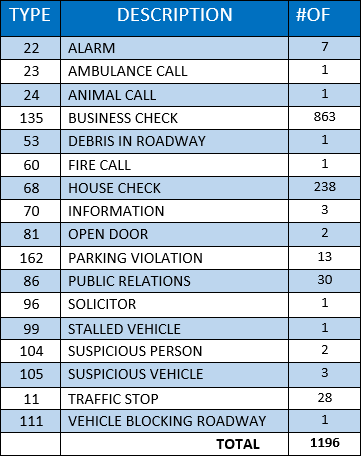 TYPE DESCRIPTION #OF
22 ALARM 7
23 AMBULANCE CALL 1
24 ANIMAL CALL 1
135 BUSINESS CHECK 863
53 DEBRIS IN ROADWAY 1
60 FIRE CALL 1
68 HOUSE CHECK 238
70 INFORMATION 3
81 OPEN DOOR 2
162 PARKING VIOLATION 13
86 PUBLIC RELATIONS 30
96 SOLICITOR 1
99 STALLED VEHICLE 1
104 SUSPICIOUS PERSON 2
105 SUSPICIOUS VEHICLE 3
11 TRAFFIC STOP 28
111 VEHICLE BLOCKING ROADWAY 1
TOTAL 1196